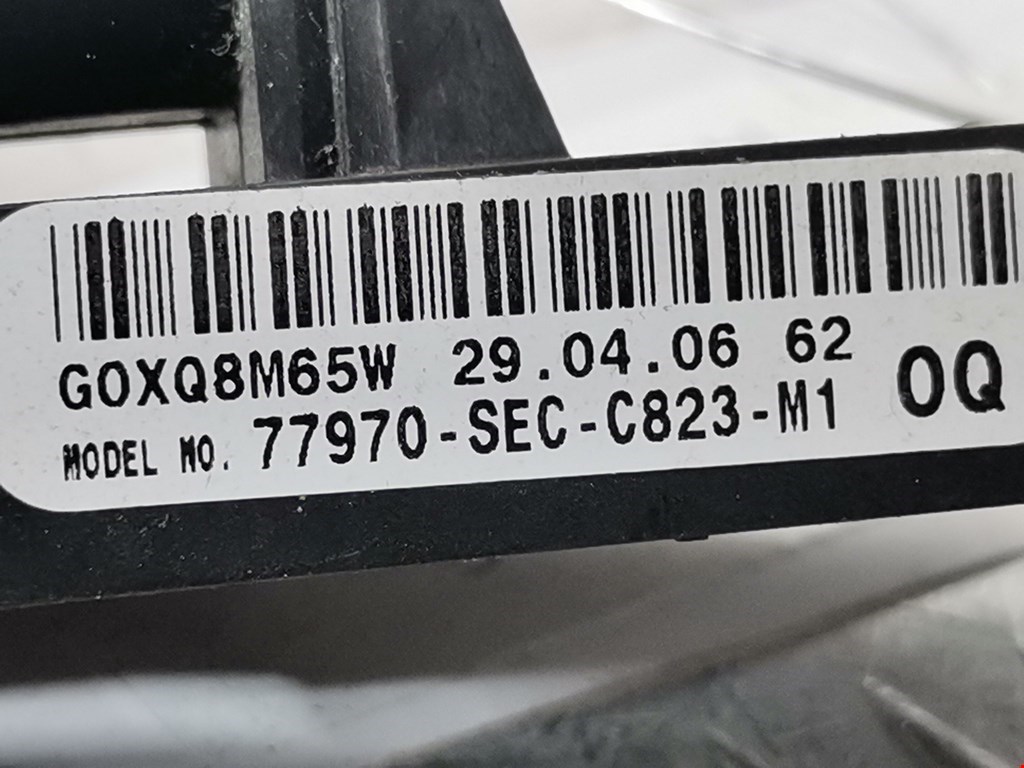 G0XQ8M65W 29.04.06 62
MODEL NO. 77970-SEC-C823-M1 0Q